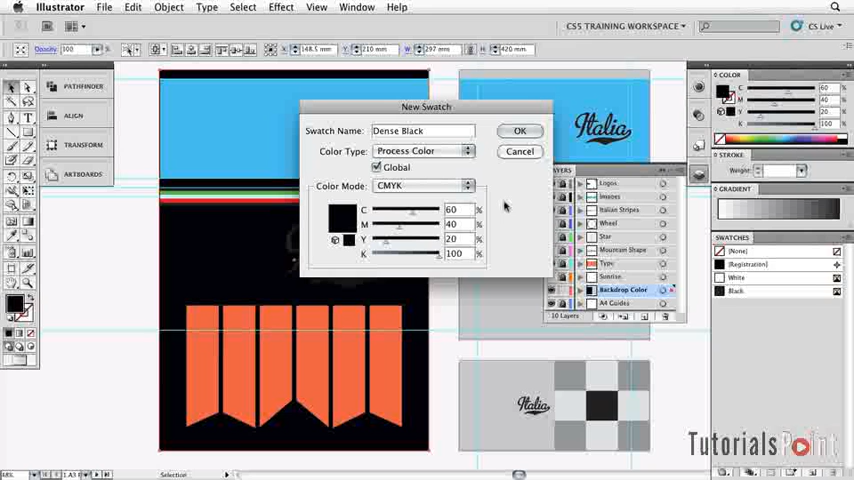 Illustrator File Edit Object Type Select Effect View Window Help
CS5 TRAINING WORKSPACE CS Live
Opacity: 100 X: 148.5 mm Y: 210 mm W: 297 mm H: 420 mm
PATHFINDER
ALIGN
TRANSFORM
ARTBOARDS
New Swatch
Swatch Name: Dense Black
OK
Color Type: Process Color
Cancel
Global
Color Mode: CMYK
C 60 %
M 40 %
Y 20 %
K 100 %
Italia
LAYERS
Logos
Images
Italian Stripes
Wheel
Star
Mountain Shape
Type
Sunrise
Backdrop Color
A4 Guides
10 Layers
COLOR
C 60
M 40
Y 20
K 100
STROKE
Weight:
GRADIENT
SWATCHES
[None]
[Registration]
White
Black
Italia
TutorialsPoint
Selection